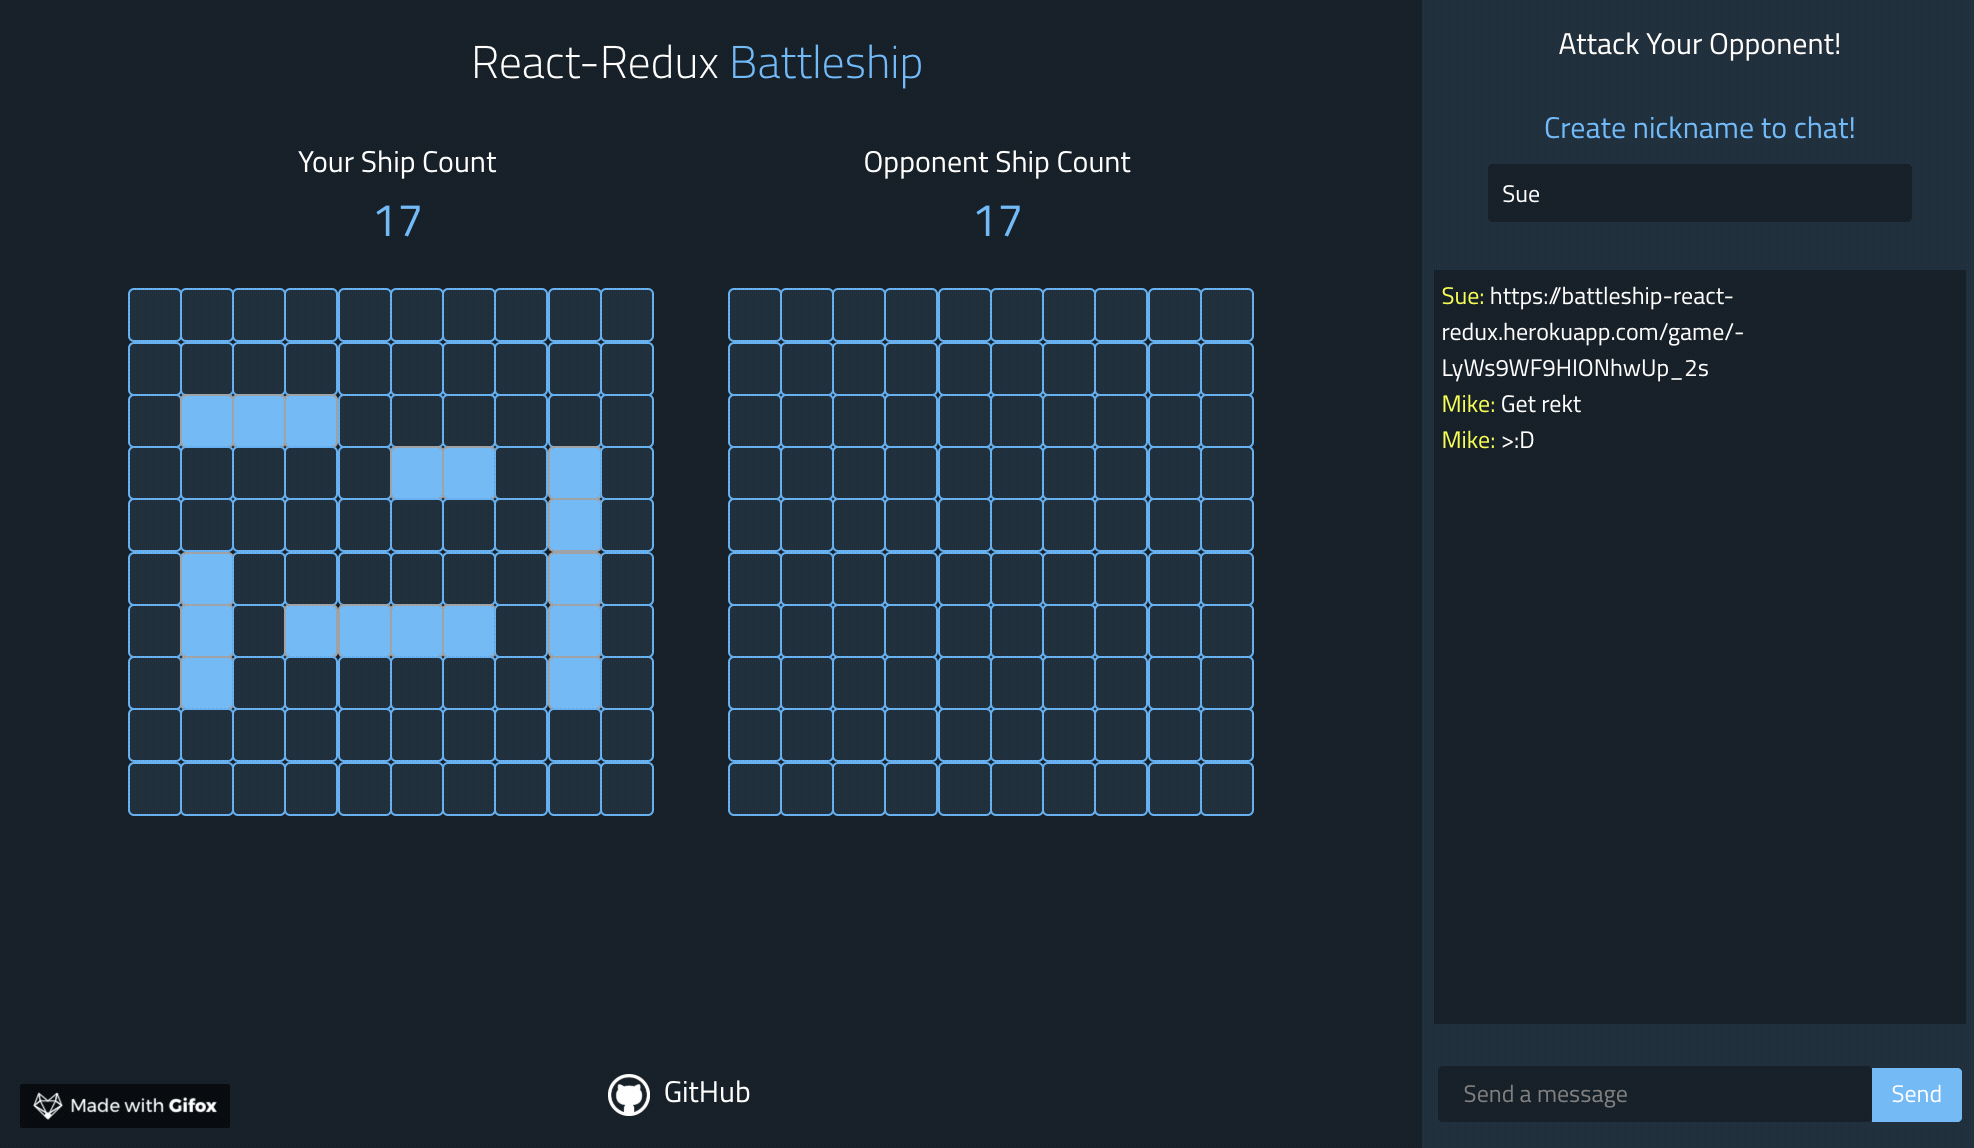 React-Redux Battleship
Your Ship Count
17
Opponent Ship Count
17
Attack Your Opponent!
Create nickname to chat!
Sue
Sue: https://battleship-react-
redux.herokuapp.com/game/-
LyWs9WF9HIONhwUp_2s
Mike: Get rekt
Mike: >:D
Send a message
Send
GitHub
Made with Gifox